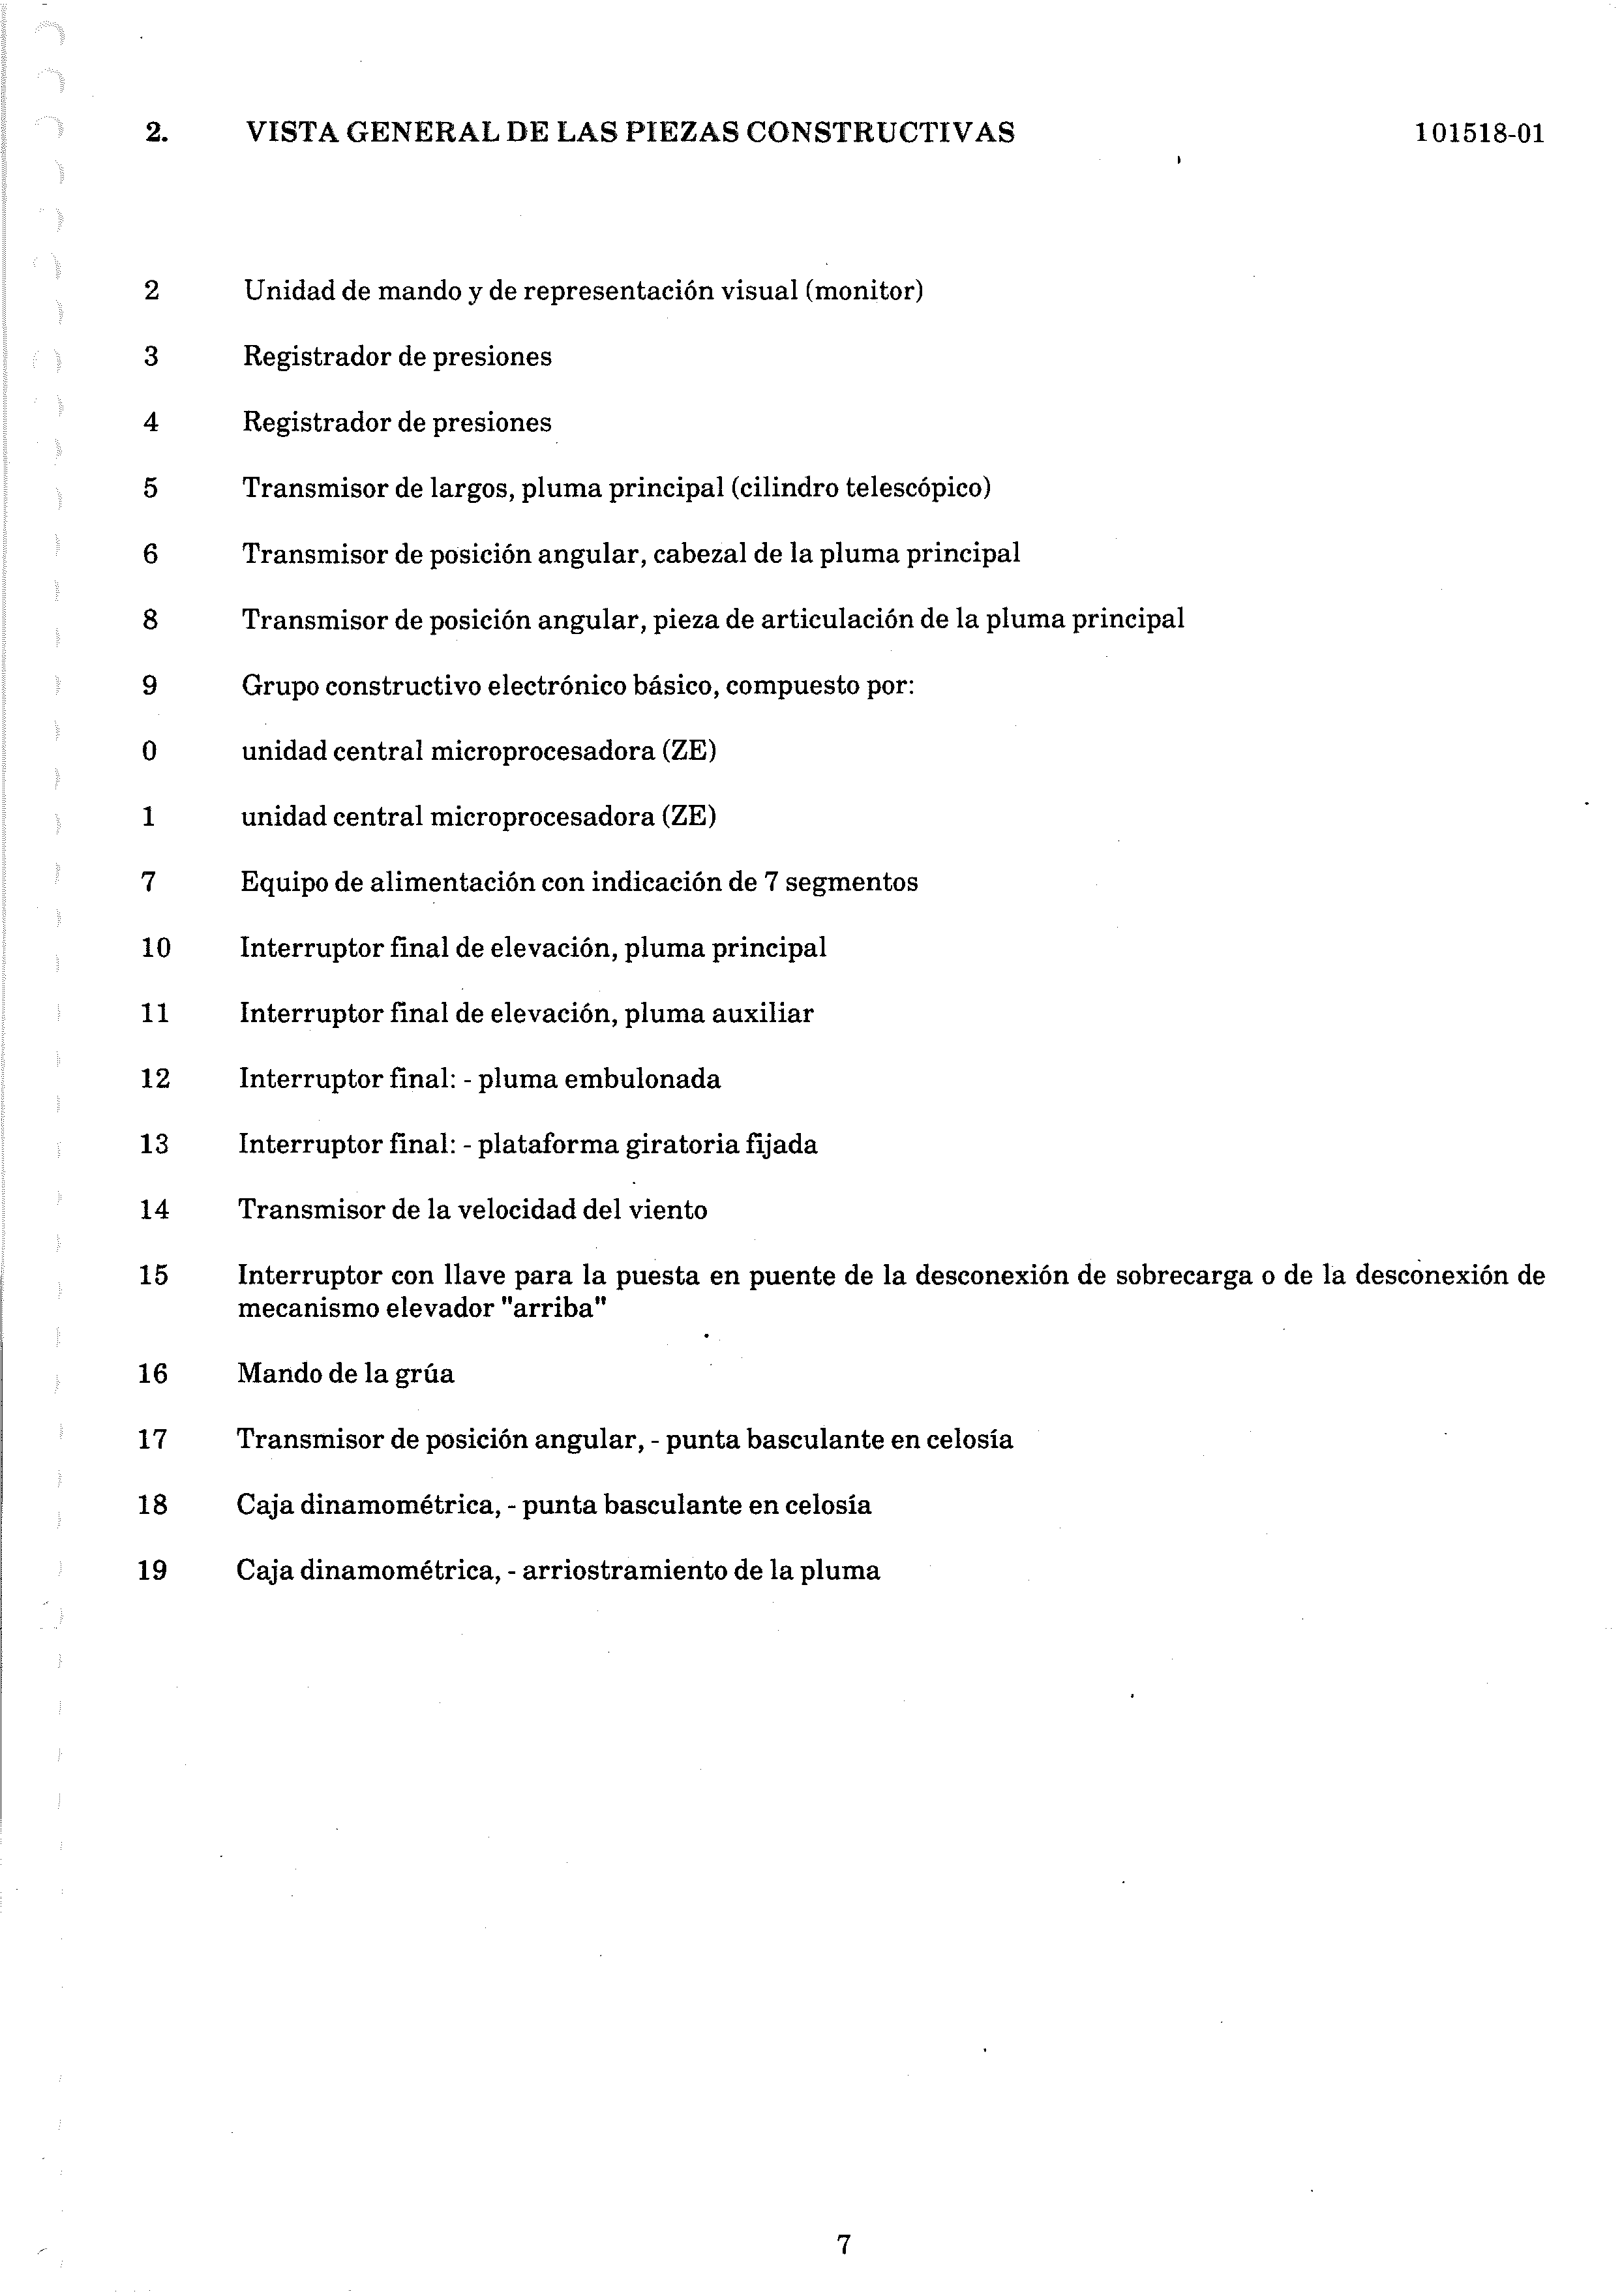 2. VISTA GENERAL DE LAS PIEZAS CONSTRUCTIVAS 101518-01
2 Unidad de mando y de representación visual (monitor)
3 Registrador de presiones
4 Registrador de presiones
5 Transmisor de largos, pluma principal (cilindro telescópico)
6 Transmisor de posición angular, cabezal de la pluma principal
8 Transmisor de posición angular, pieza de articulación de la pluma principal
9 Grupo constructivo electrónico básico, compuesto por:
0 unidad central microprocesadora (ZE)
1 unidad central microprocesadora (ZE)
7 Equipo de alimentación con indicación de 7 segmentos
10 Interruptor final de elevación, pluma principal
11 Interruptor final de elevación, pluma auxiliar
12 Interruptor final: - pluma embulonada
13 Interruptor final: - plataforma giratoria fijada
14 Transmisor de la velocidad del viento
15 Interruptor con llave para la puesta en puente de la desconexión de sobrecarga o de la desconexión de
mecanismo elevador "arriba"
16 Mando de la grúa
17 Transmisor de posición angular, - punta basculante en celosía
18 Caja dinamométrica, - punta basculante en celosía
19 Caja dinamométrica, - arriostramiento de la pluma
7